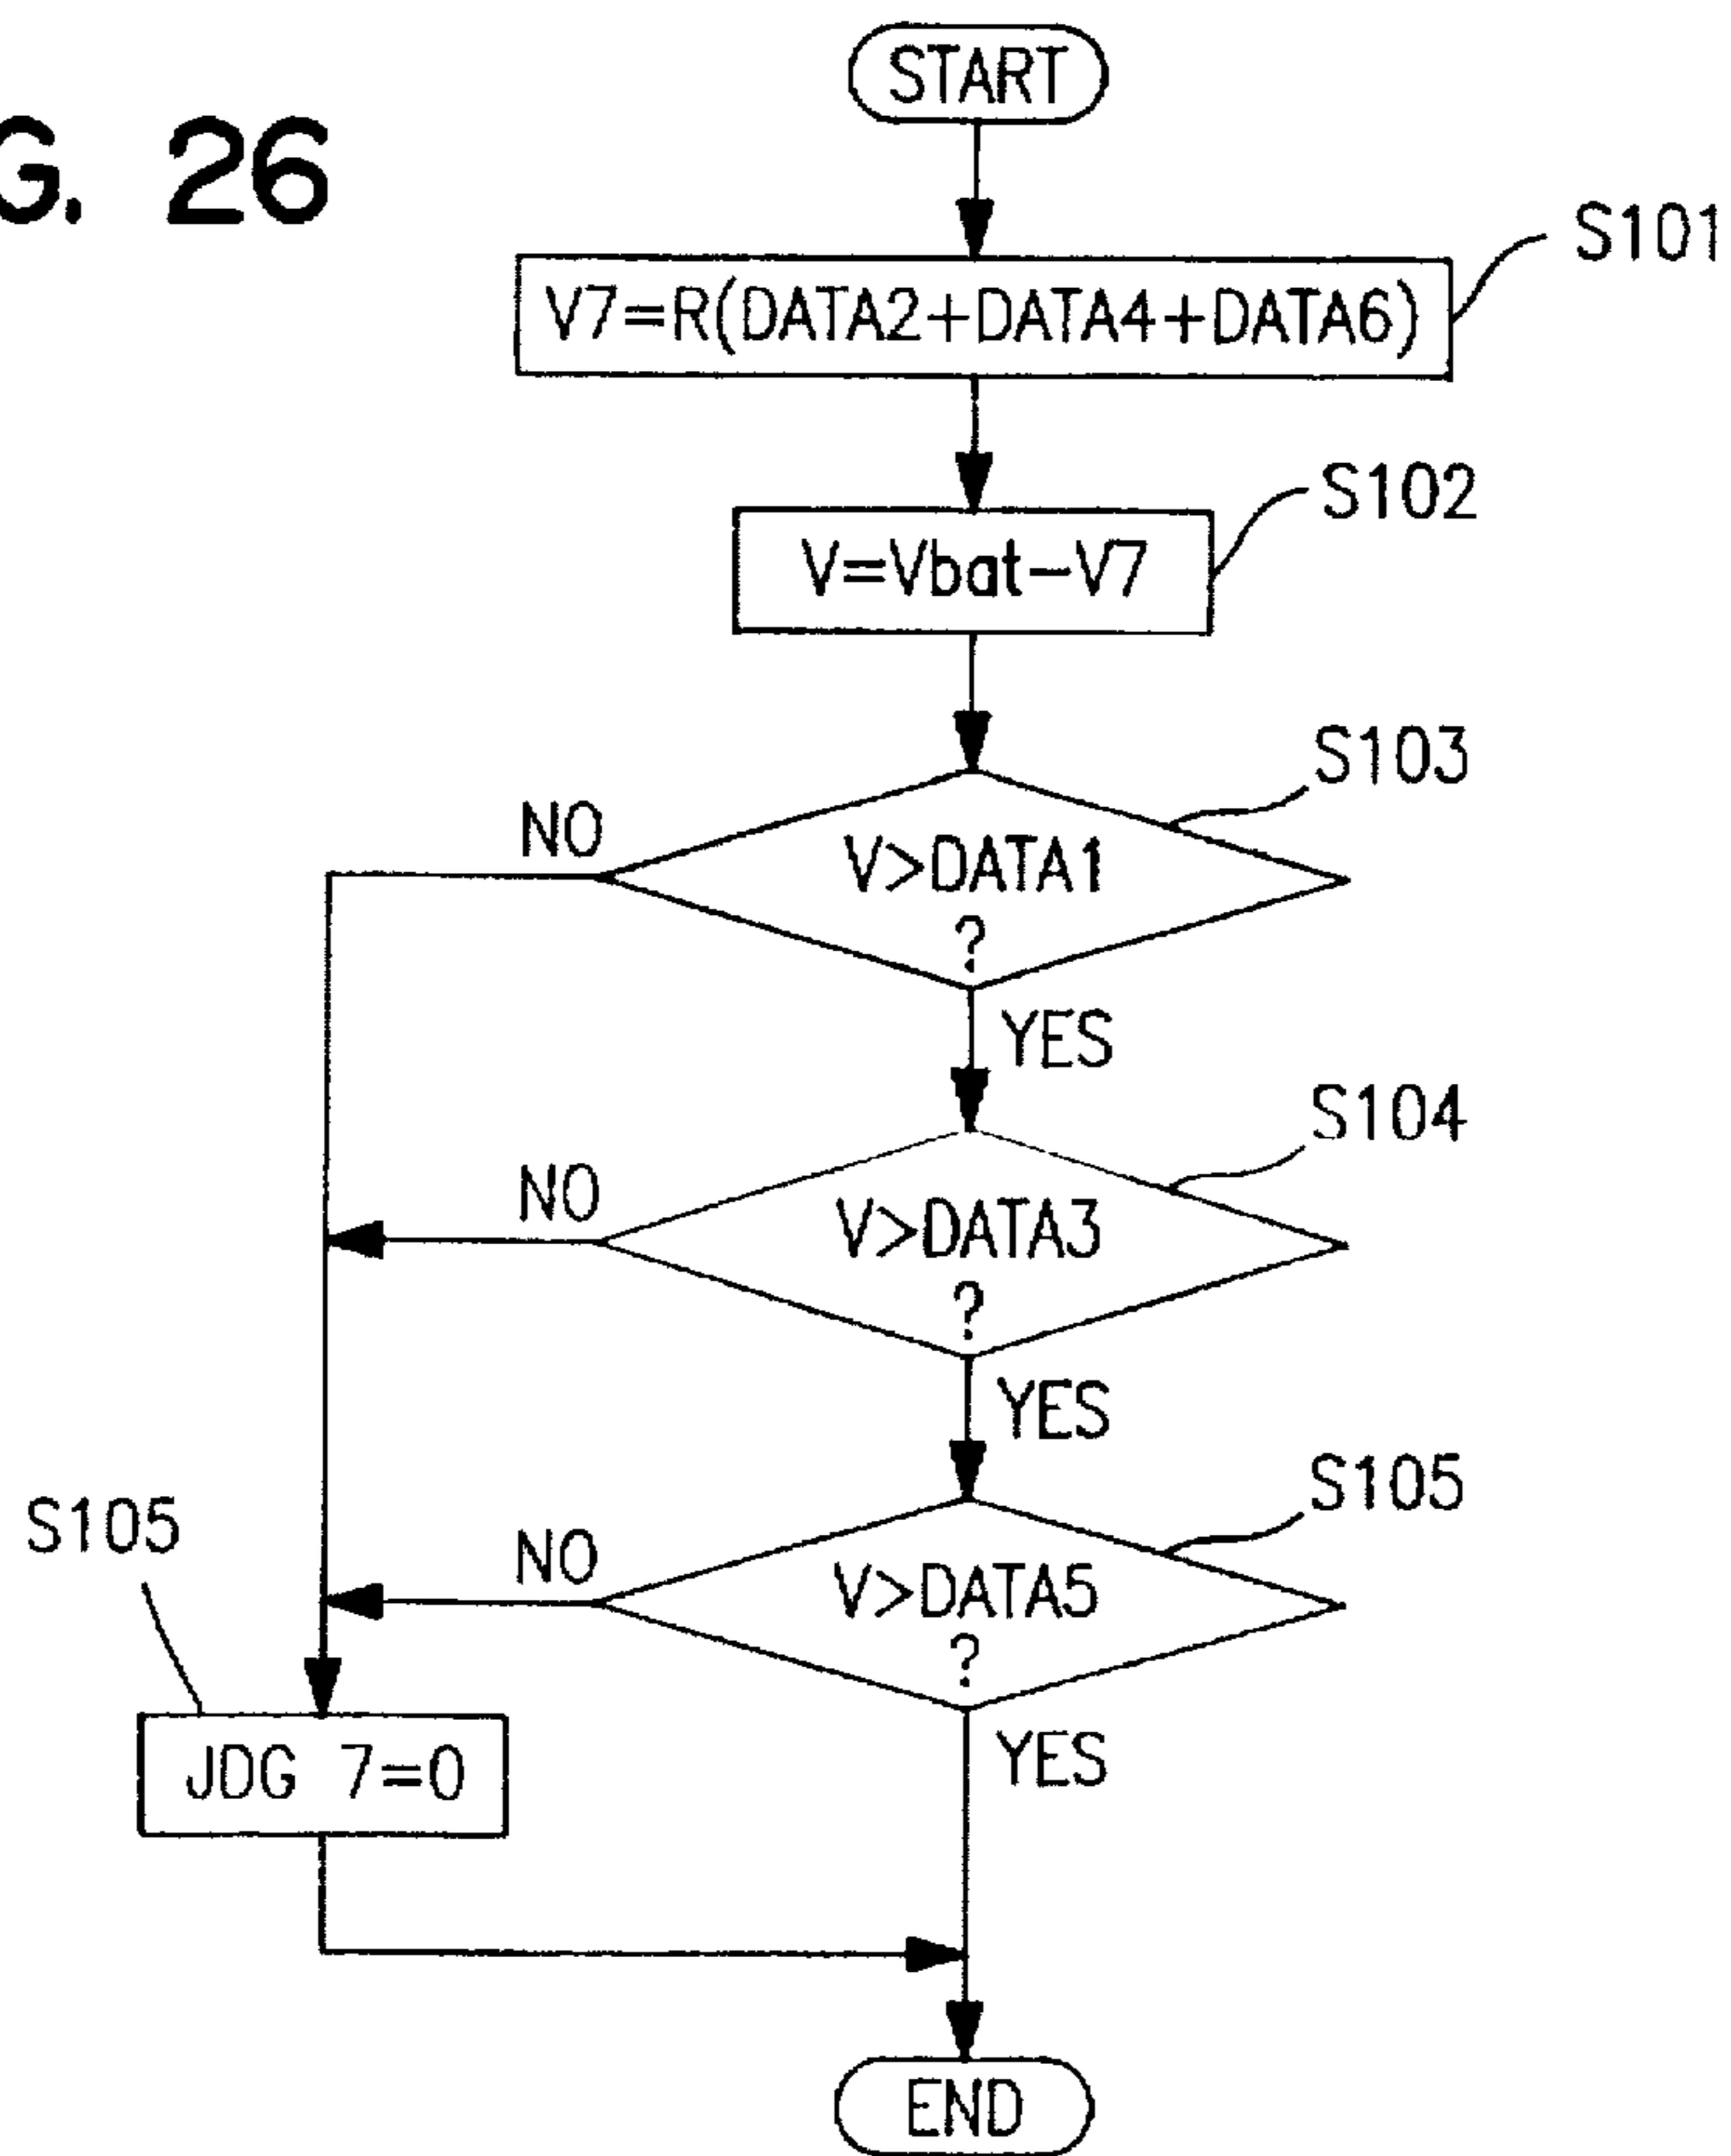 G. 26
START
S101
V7=R(DATA2+DATA4+DATA6)
S102
V=Vbat-V7
S103
NO
V>DATA1
?
YES
S104
NO
V>DATA3
?
YES
S105
S105
NO
V>DATA5
?
YES
JDG 7=0
END